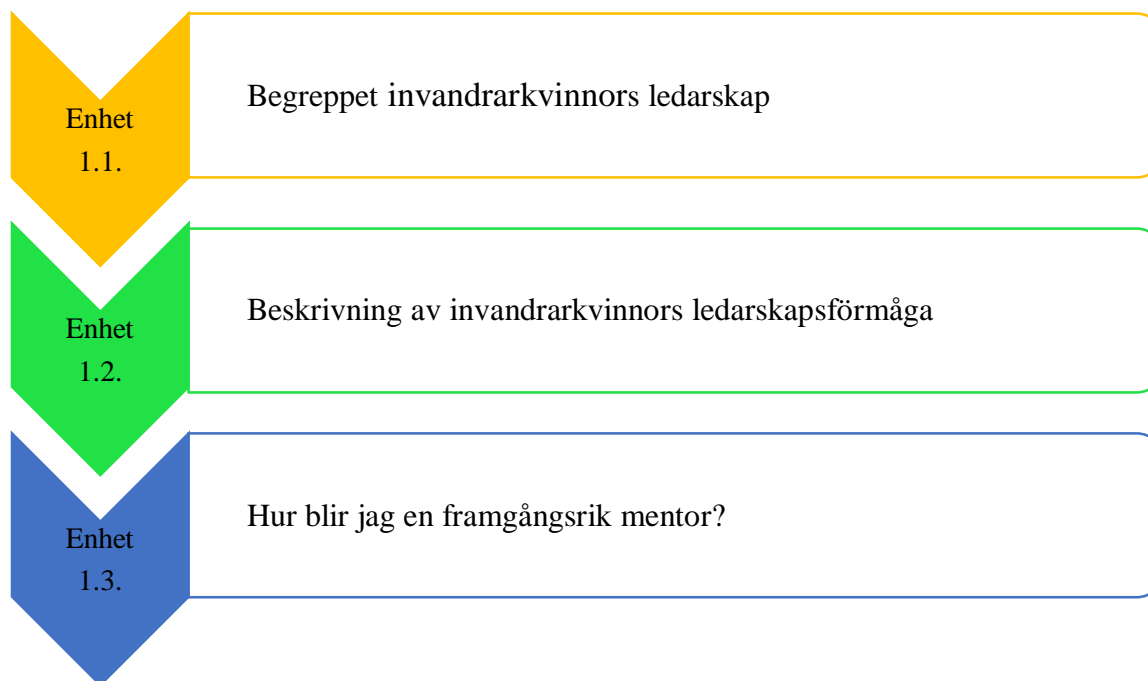 Enhet
1.1.
Begreppet invandrarkvinnors ledarskap
Enhet
1.2.
Beskrivning av invandrarkvinnors ledarskapsförmåga
Enhet
1.3.
Hur blir jag en framgångsrik mentor?